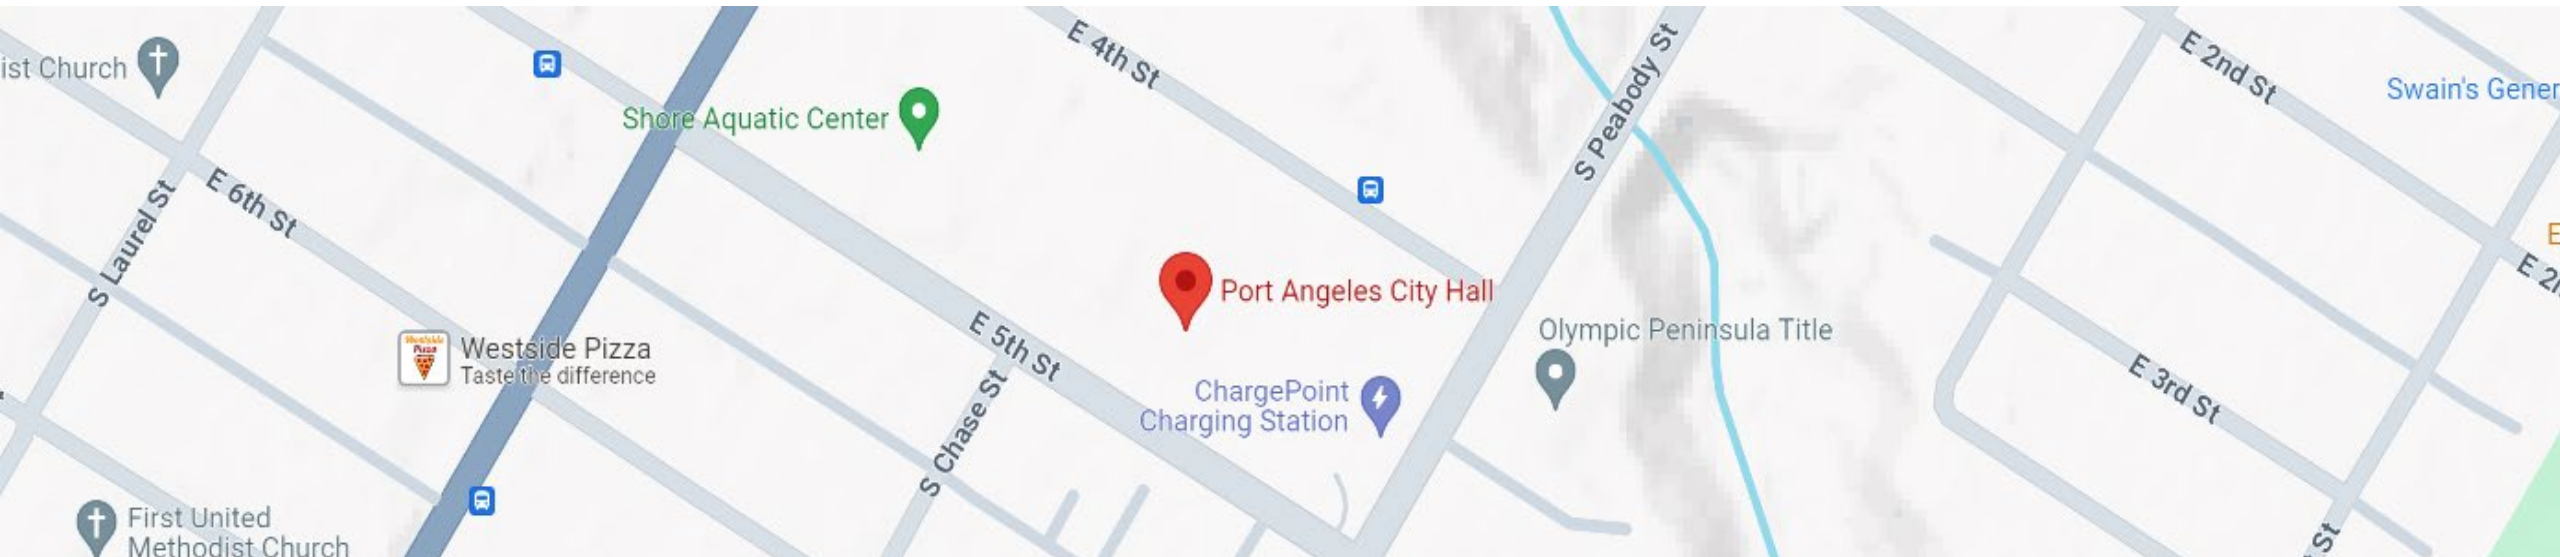 ist Church
E 4th St
S Peabody St
E 2nd St
Swain's Gener
Shore Aquatic Center
E 6th St
S Laurel St
E
E 2n
Port Angeles City Hall
Westside Pizza
Taste the difference
E 5th St
Olympic Peninsula Title
E 3rd St
ChargePoint
Charging Station
S Chase St
First United
Methodist Church
St